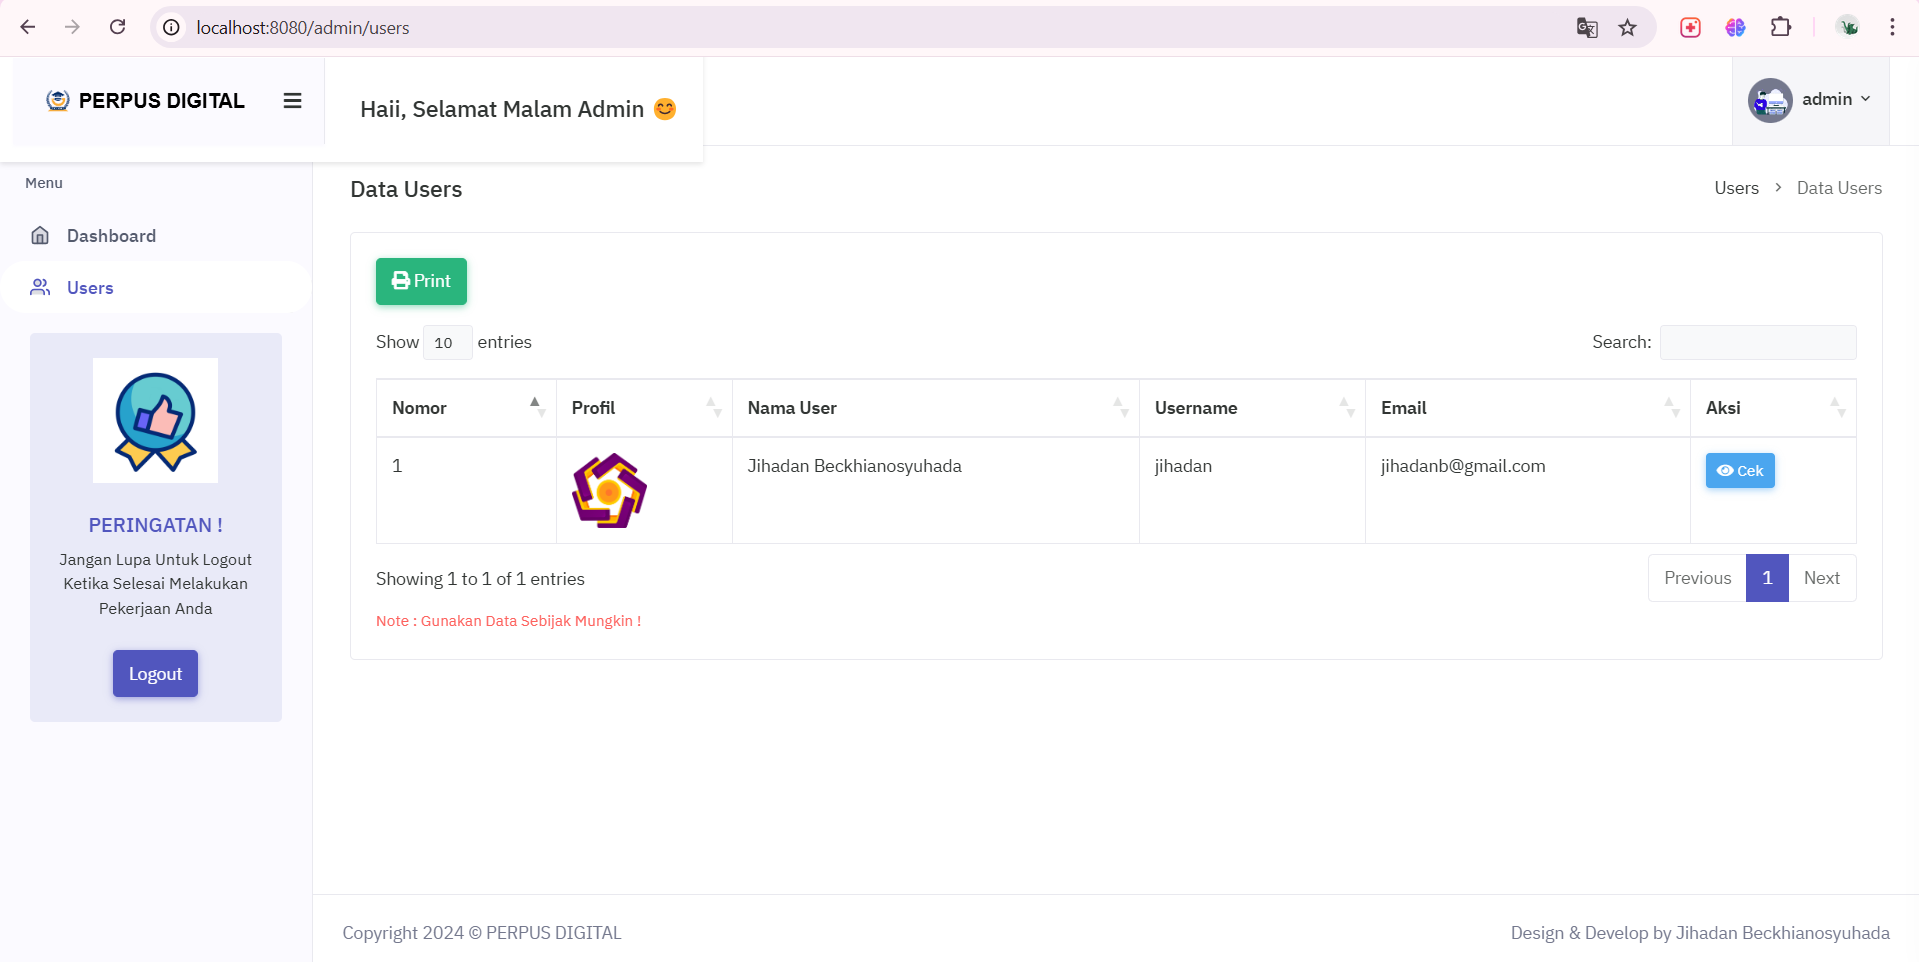 localhost:8080/admin/users
PERPUS DIGITAL
Haii, Selamat Malam Admin 😊
admin
Menu
Dashboard
Users
PERINGATAN !
Jangan Lupa Untuk Logout
Ketika Selesai Melakukan
Pekerjaan Anda
Logout
Data Users
Users > Data Users
Print
Show 10 entries
Search:
Nomor Profil Nama User Username Email Aksi
1 Jihadan Beckhianosyuhada jihadan jihadanb@gmail.com Cek
Showing 1 to 1 of 1 entries
Previous 1 Next
Note : Gunakan Data Sebijak Mungkin !
Copyright 2024 © PERPUS DIGITAL
Design & Develop by Jihadan Beckhianosyuhada